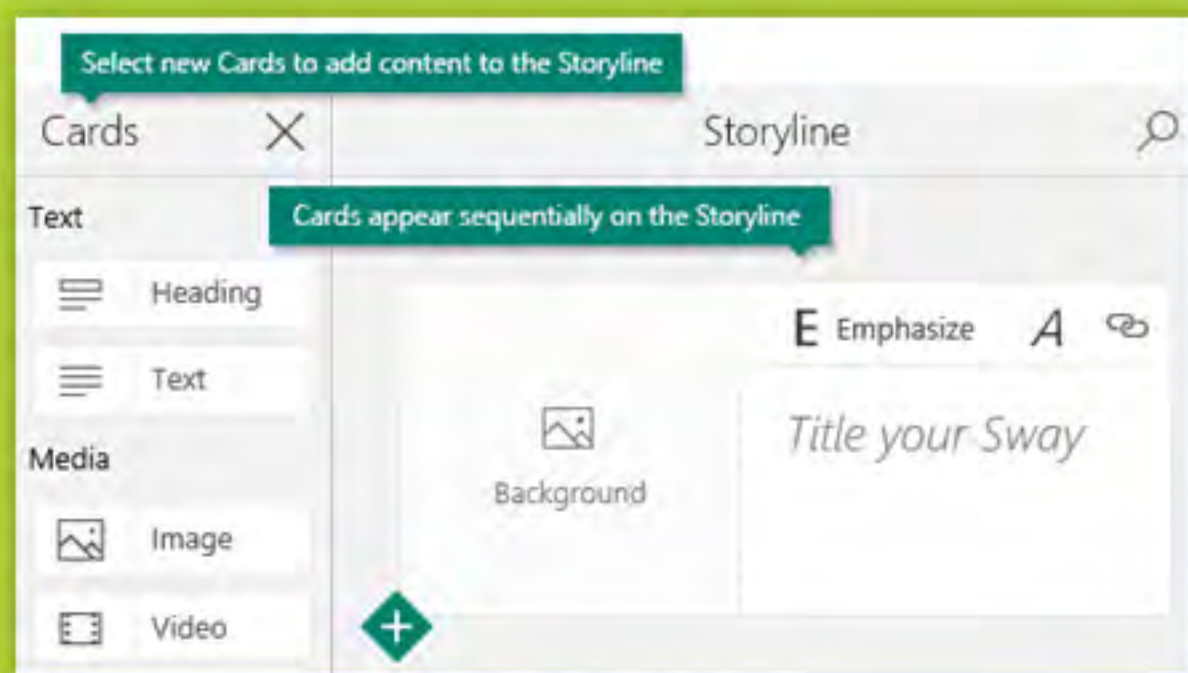 Select new Cards to add content to the Storyline
Cards
Storyline
Cards appear sequentially on the Storyline
Text
Heading
Text
Media
Image
Video
E Emphasize A
Title your Sway
Background